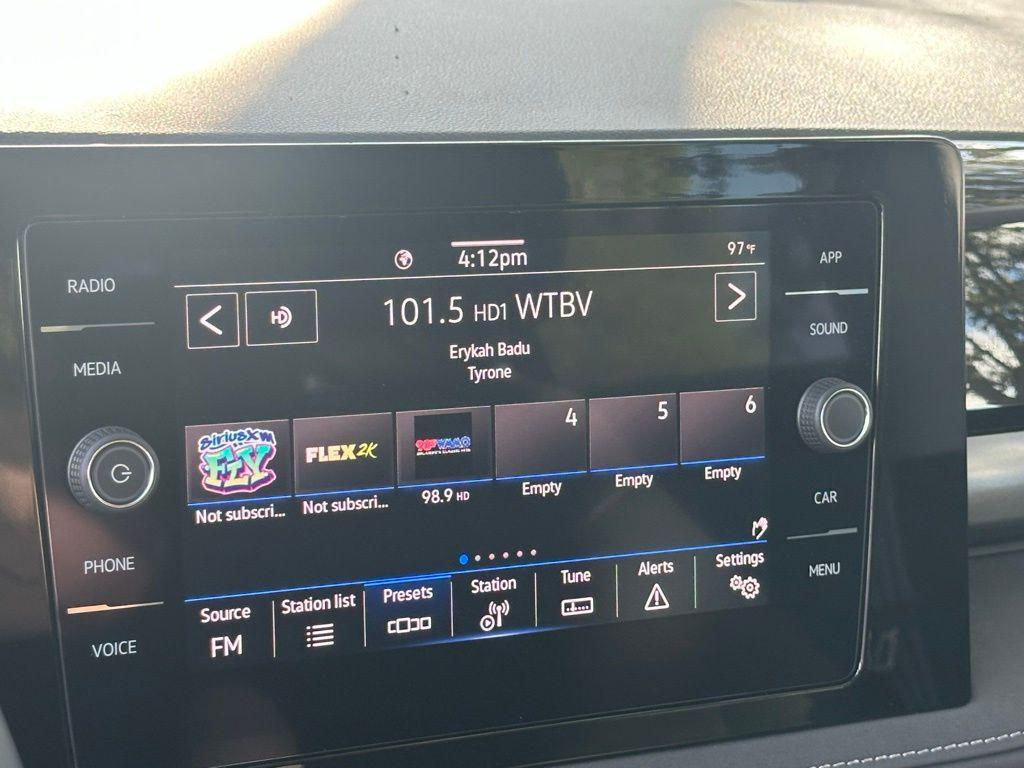 RADIO
MEDIA
PHONE
VOICE
4:12pm
97°F
HD
101.5 HD1 WTBV
Erykah Badu
Tyrone
SiriusXM
FLY
Not subscri...
FLEX2K
Not subscri...
98.9 HD
4
Empty
5
Empty
6
Empty
Source
FM
Station list
Presets
Station
Tune
Alerts
Settings
APP
SOUND
CAR
MENU